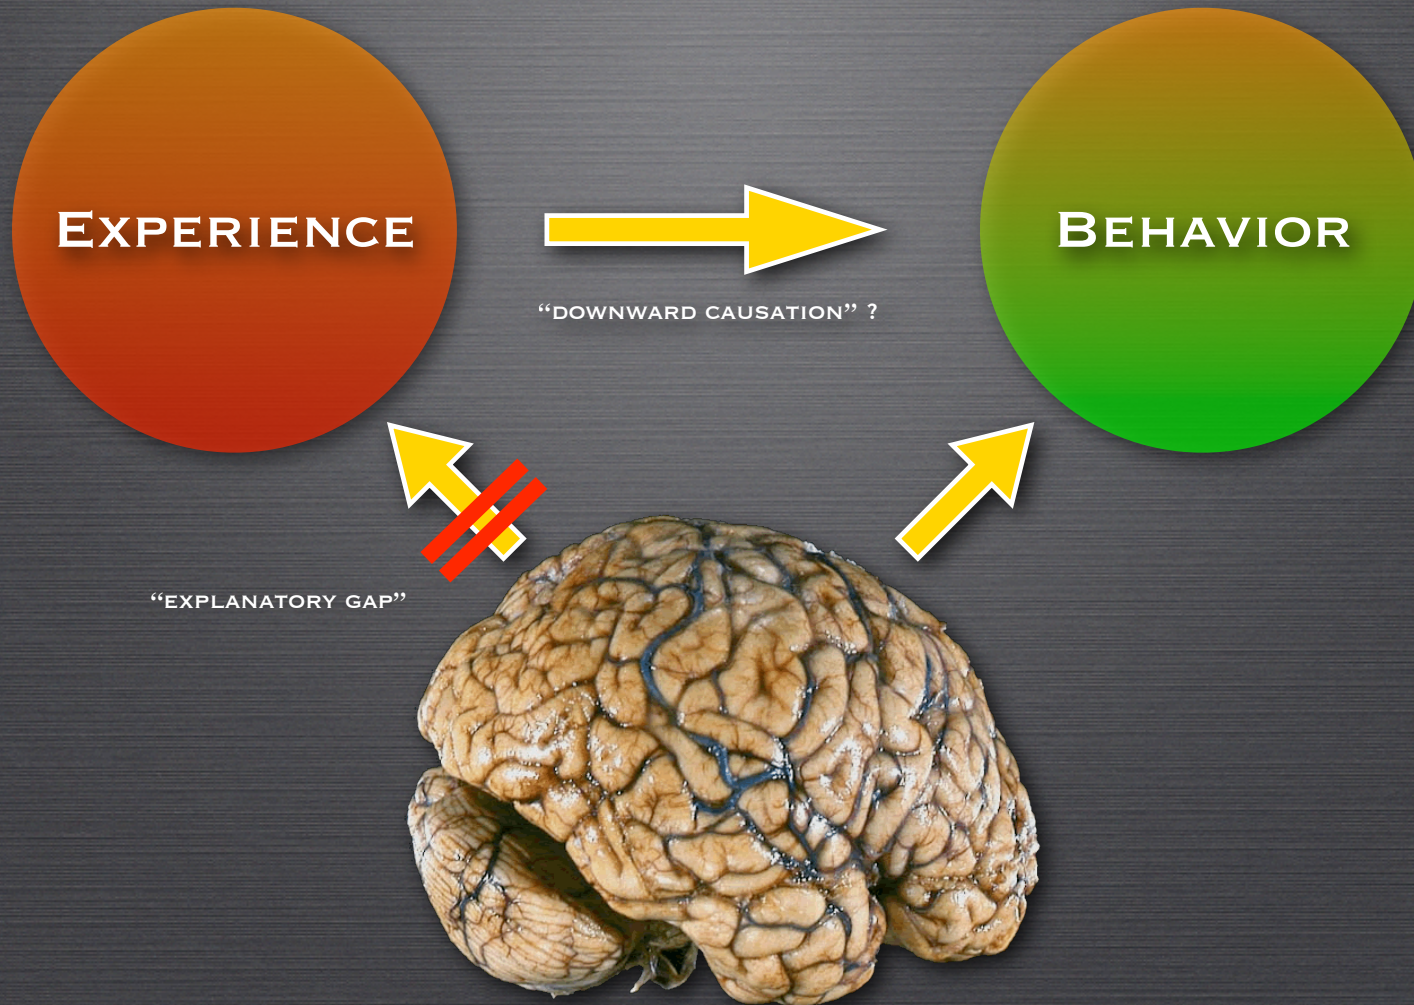 EXPERIENCE
BEHAVIOR
“DOWNWARD CAUSATION” ?
“EXPLANATORY GAP”